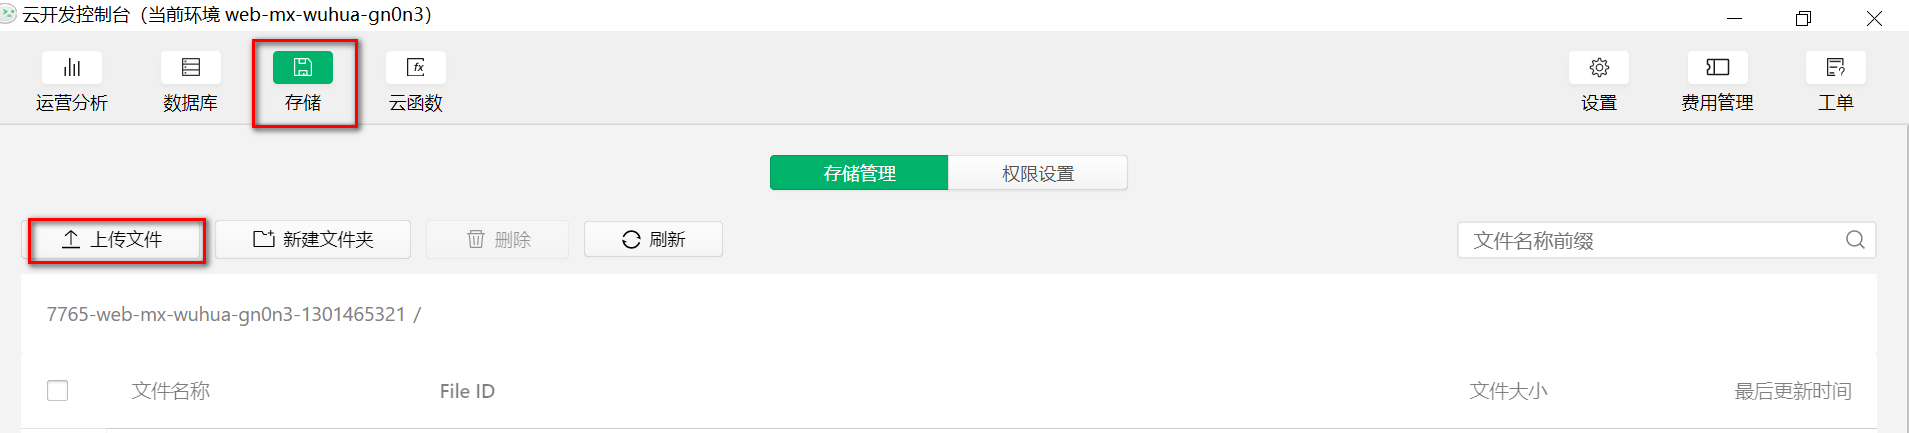 云开发控制台（当前环境 web-mx-wuhua-gn0n3）
运营分析 数据库 存储 云函数 设置 费用管理 工单
存储管理 权限设置
上传文件 新建文件夹 删除 刷新 文件名称前缀
7765-web-mx-wuhua-gn0n3-1301465321 /
文件名称 File ID 文件大小 最后更新时间